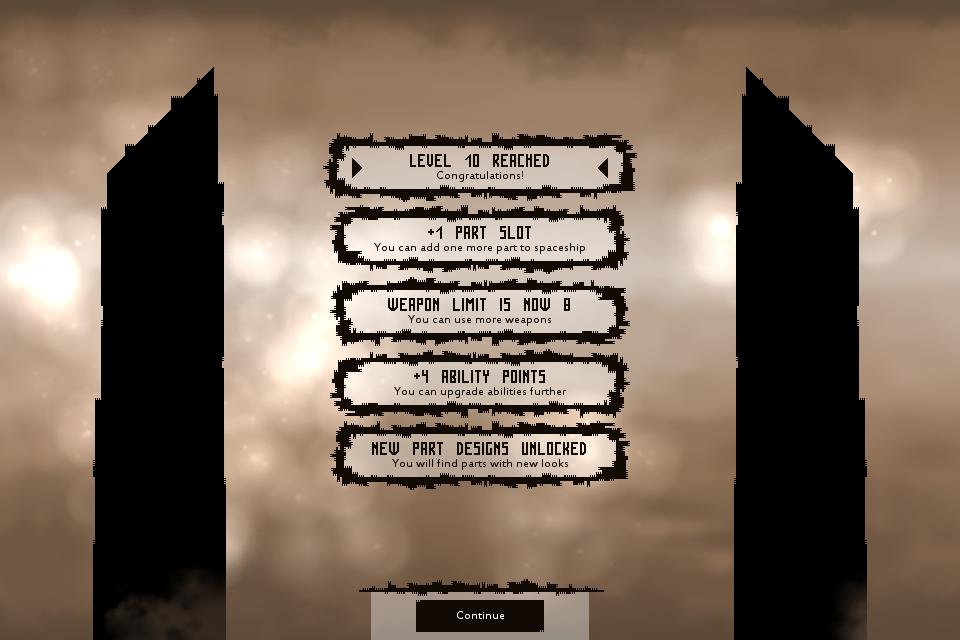 LEVEL 10 REACHED
Congratulations!
+1 PART SLOT
You can add one more part to spaceship
WEAPON LIMIT IS NOW 8
You can use more weapons
+4 ABILITY POINTS
You can upgrade abilities further
NEW PART DESIGNS UNLOCKED
You will find parts with new looks
Continue